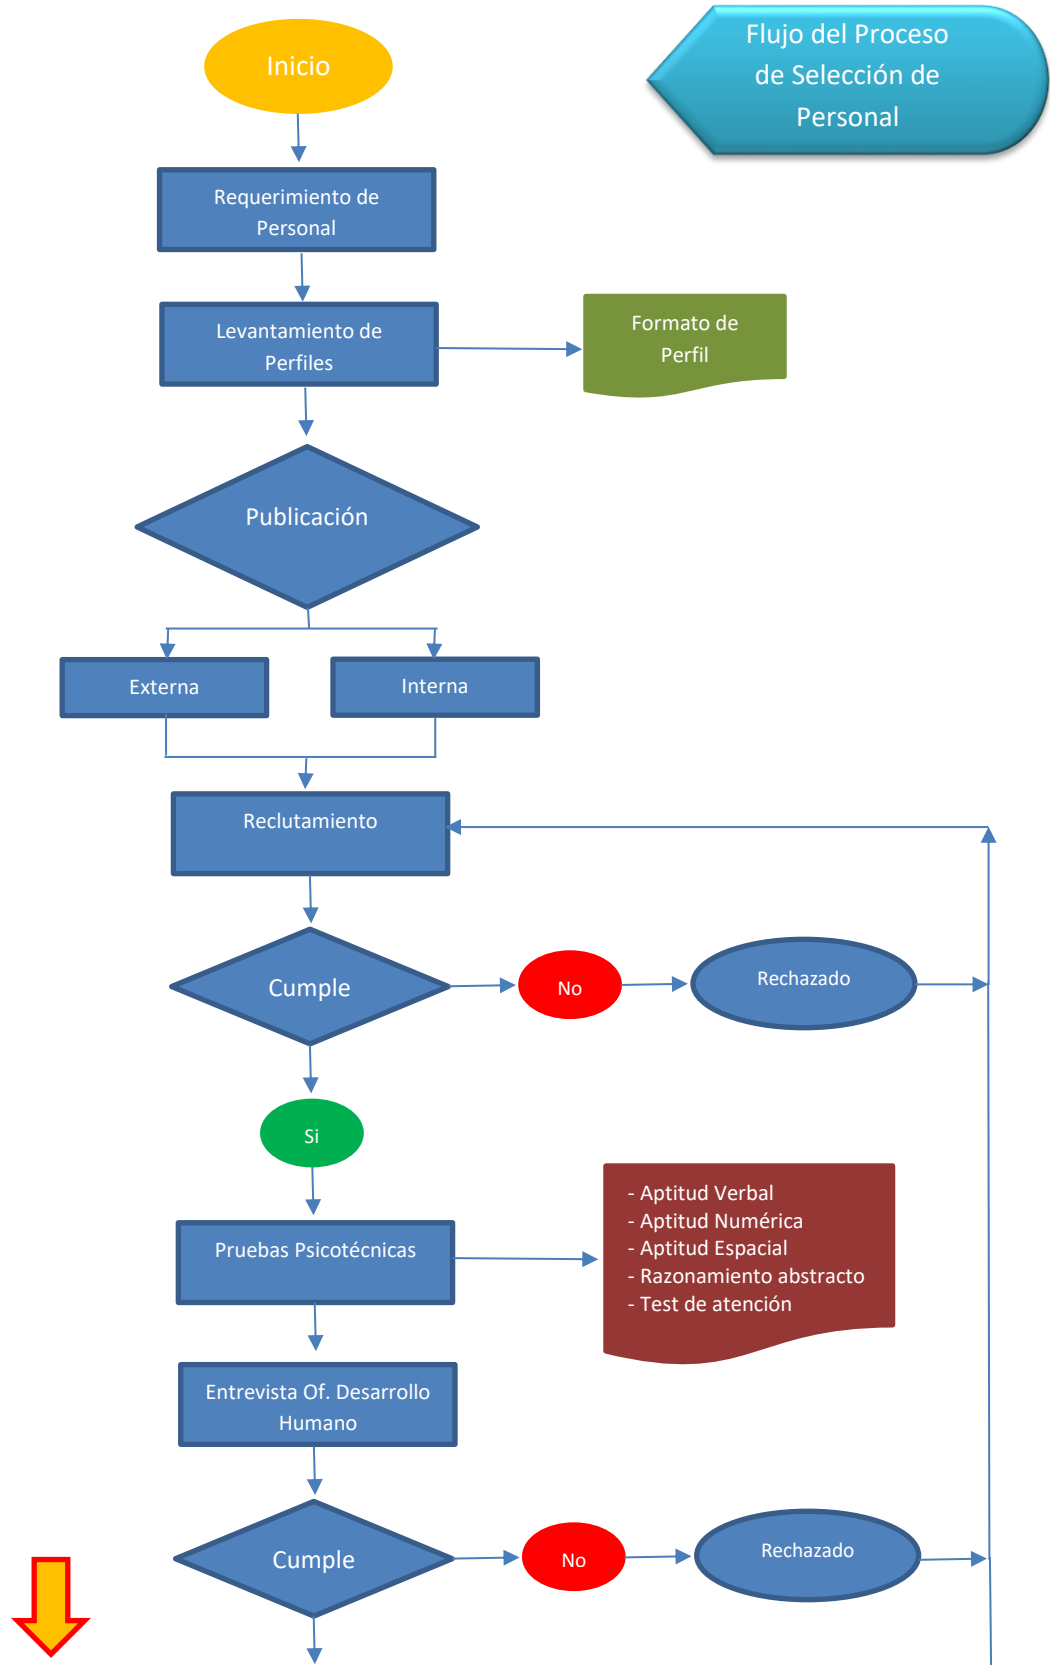 Flujo del Proceso
de Selección de
Personal
Inicio
Requerimiento de
Personal
Levantamiento de
Perfiles
Formato de
Perfil
Publicación
Externa
Interna
Reclutamiento
Cumple
No
Rechazado
Si
Pruebas Psicotécnicas
- Aptitud Verbal
- Aptitud Numérica
- Aptitud Espacial
- Razonamiento abstracto
- Test de atención
Entrevista Of. Desarrollo
Humano
Cumple
No
Rechazado